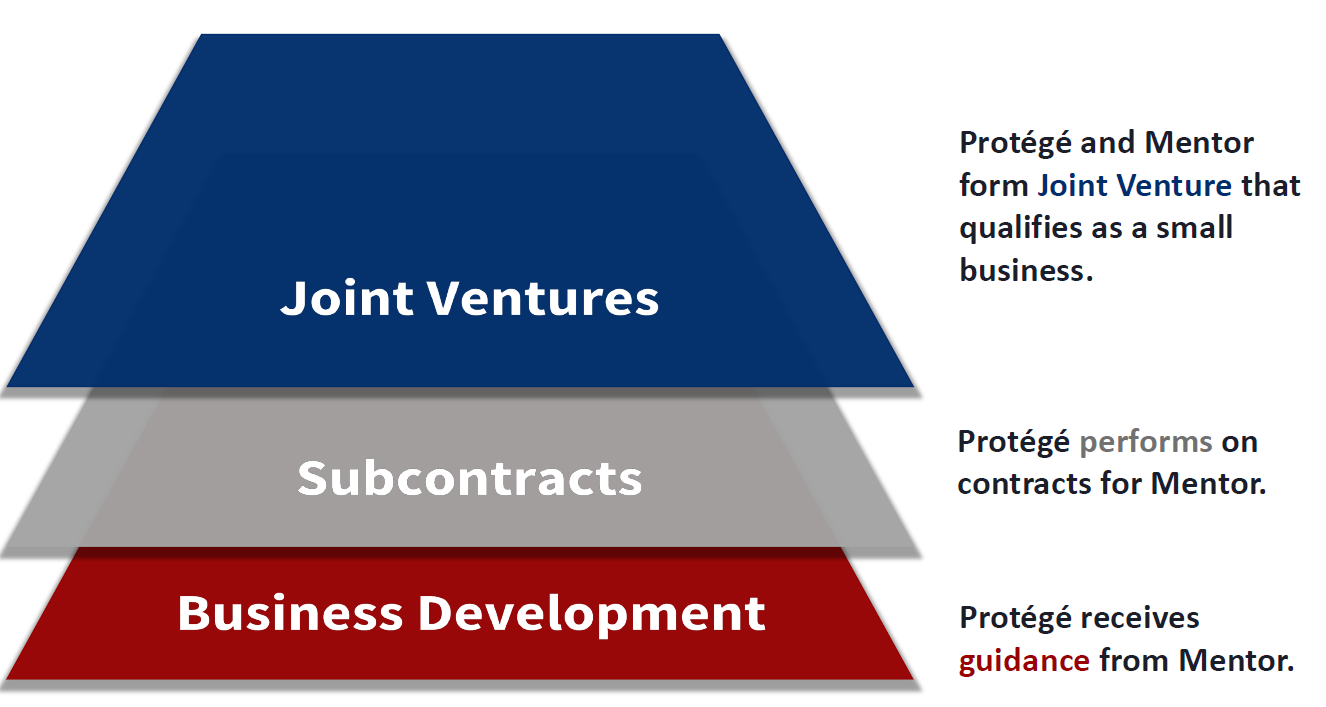 Joint Ventures
Protégé and Mentor
form Joint Venture that
qualifies as a small
business.
Subcontracts
Protégé performs on
contracts for Mentor.
Business Development
Protégé receives
guidance from Mentor.